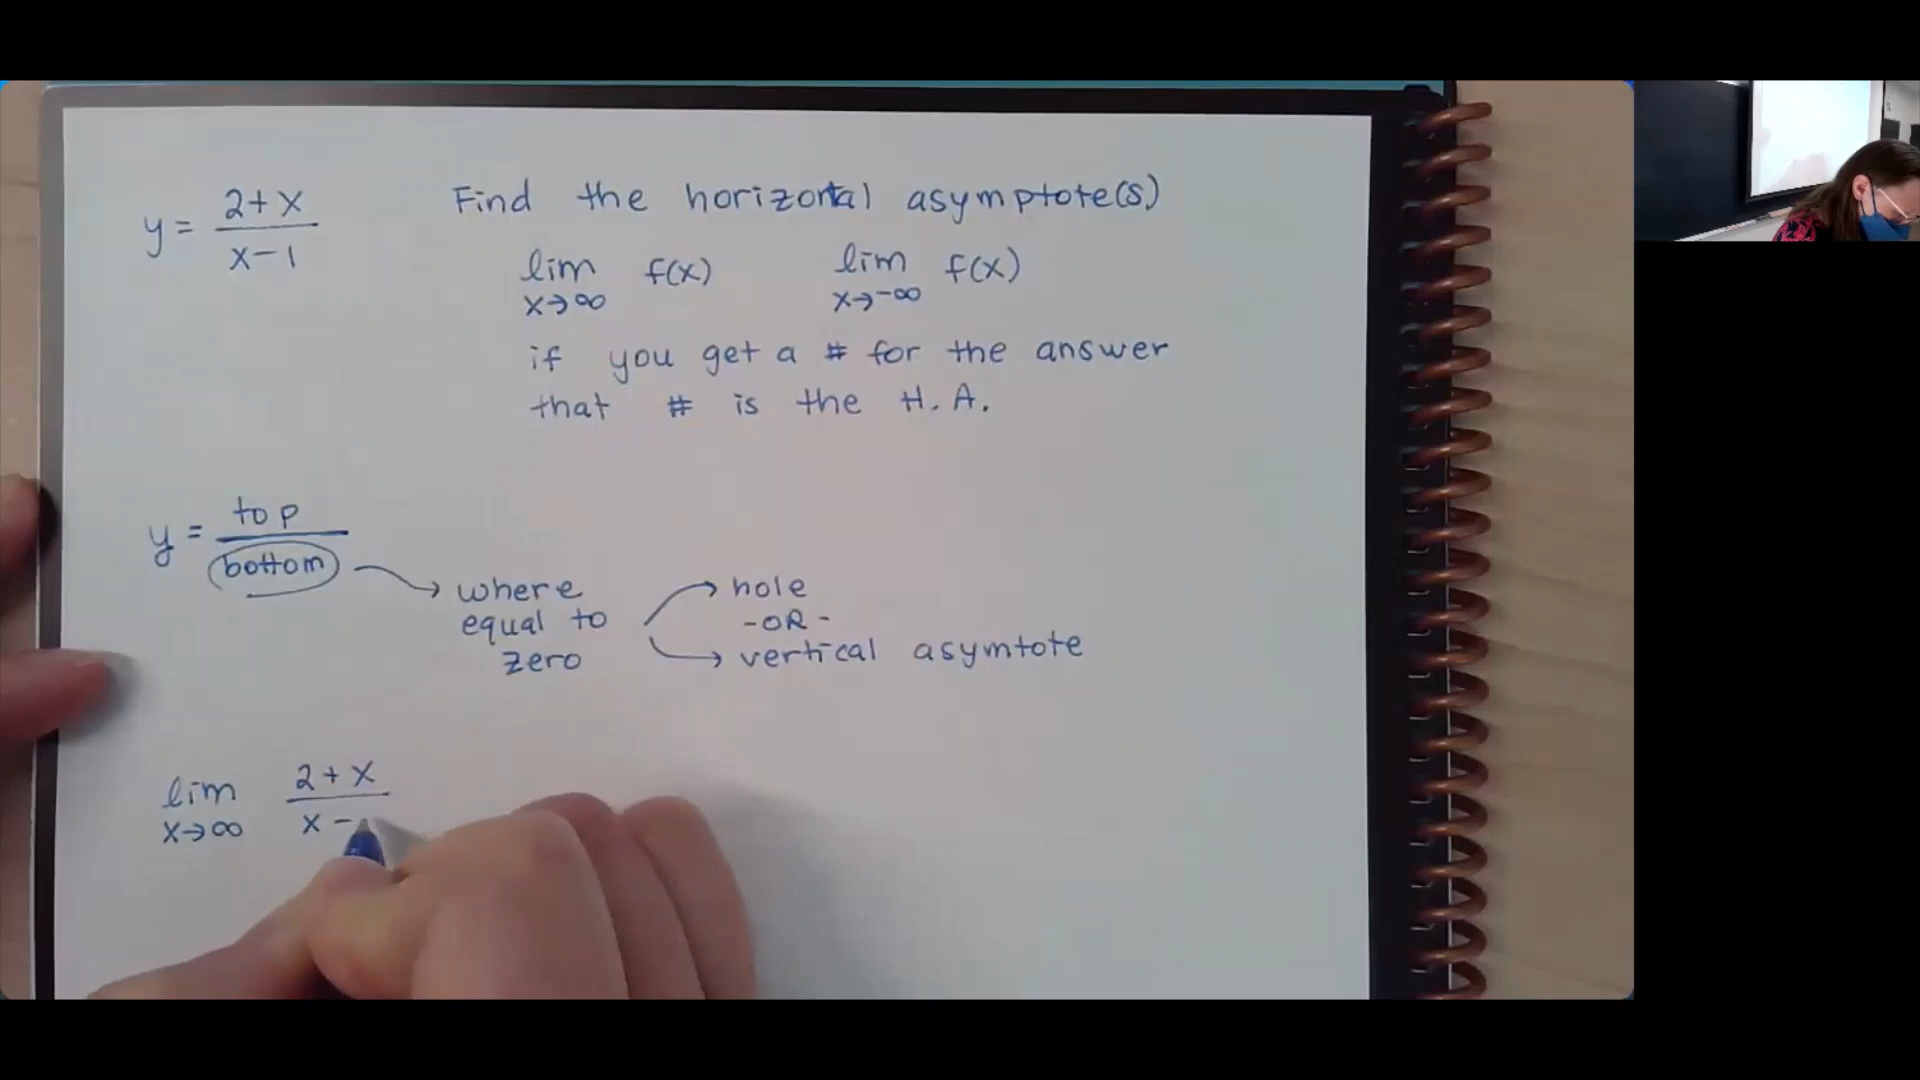 y = 2+x / x-1
Find the horizontal asymptote(s)
lim x→∞ f(x)
lim x→-∞ f(x)
if you get a # for the answer
that # is the H.A.
y = top / bottom
where
equal to
zero
hole
-OR-
vertical asymtote
lim x→∞ 2+x / x-